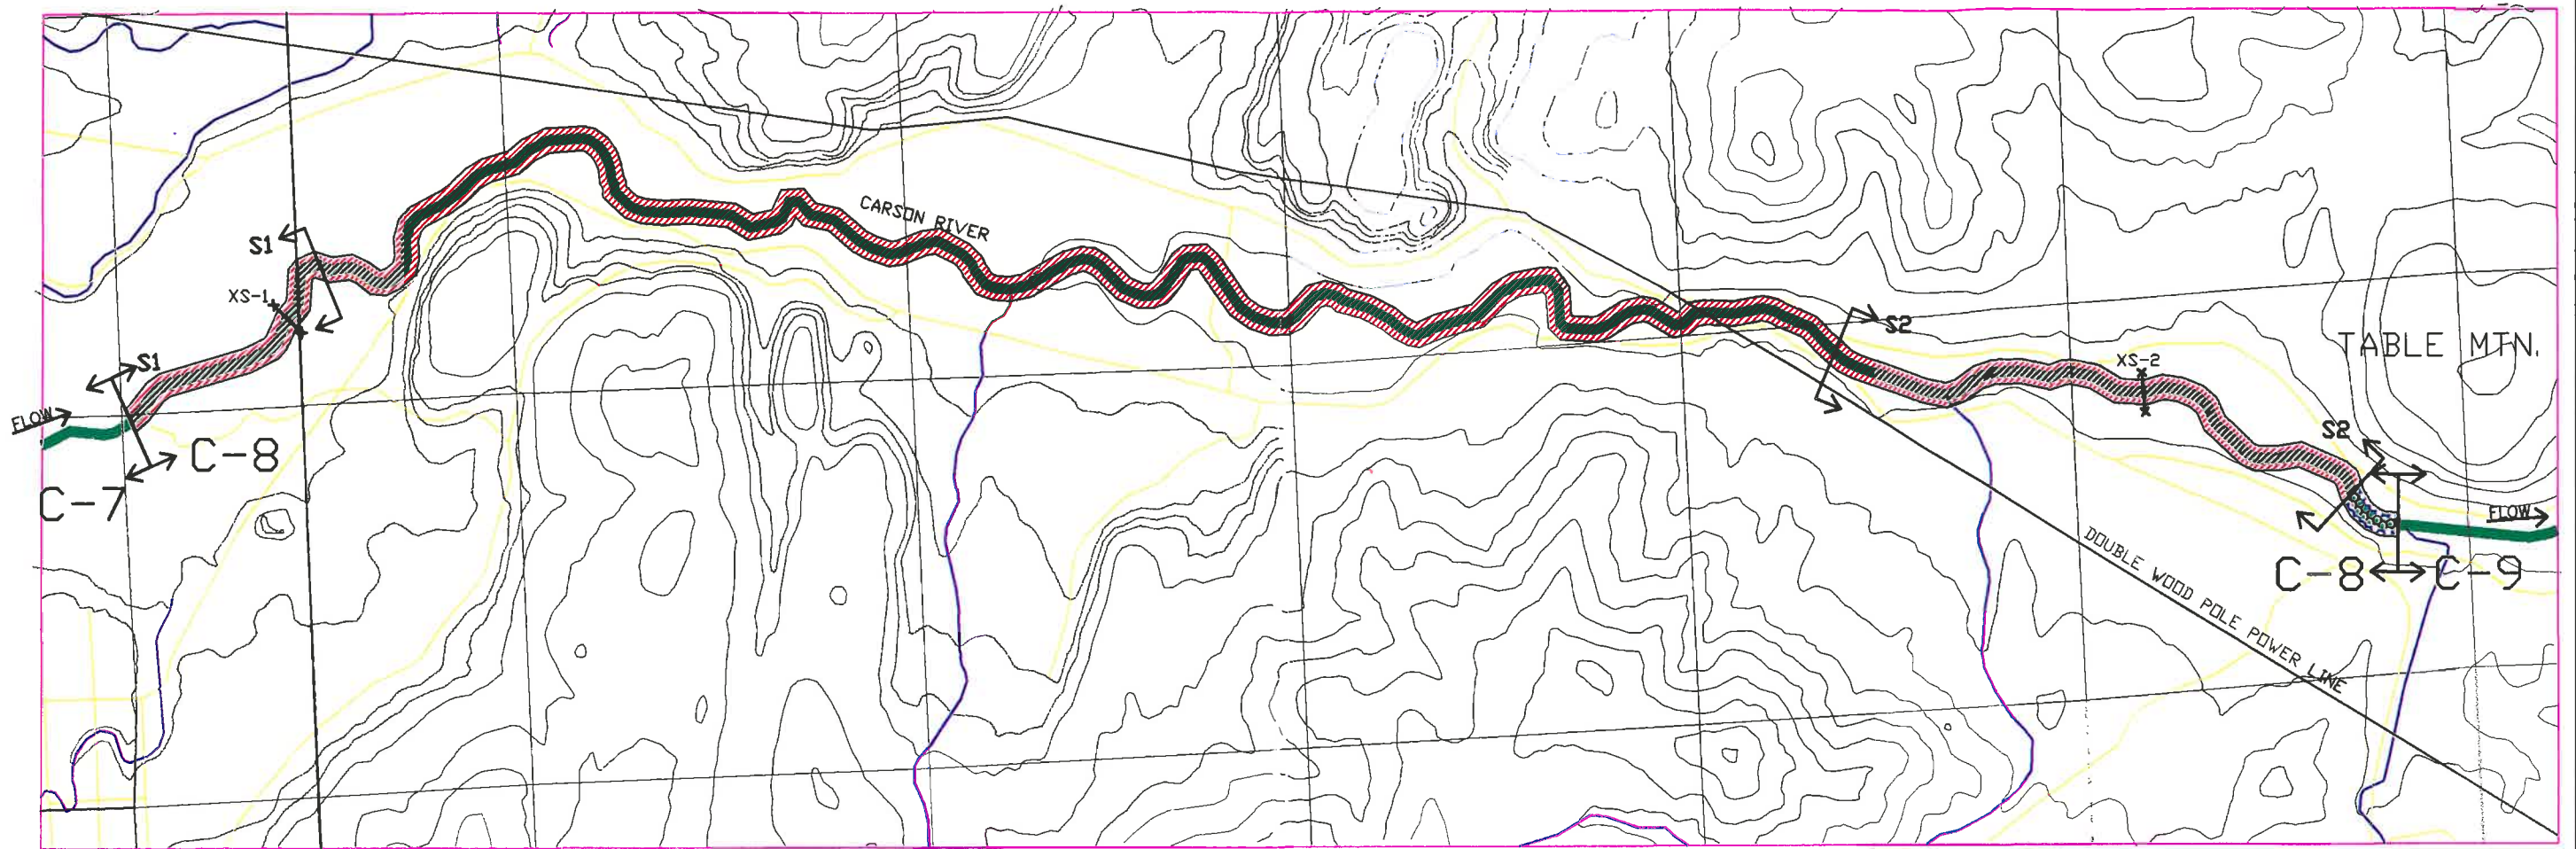 CARSON RIVER
S1
XS-1
S1
FLOW
C-8
C-7
S2
TABLE MTN.
XS-2
S2
FLOW
DOUBLE WOOD POLE POWER LINE
C-8
C-9